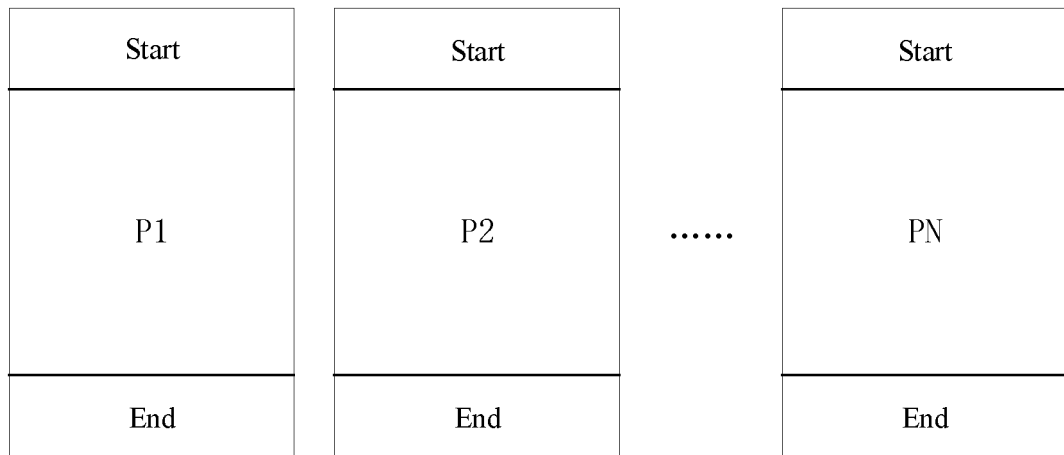 Start Start Start
P1 P2 ...... PN
End End End